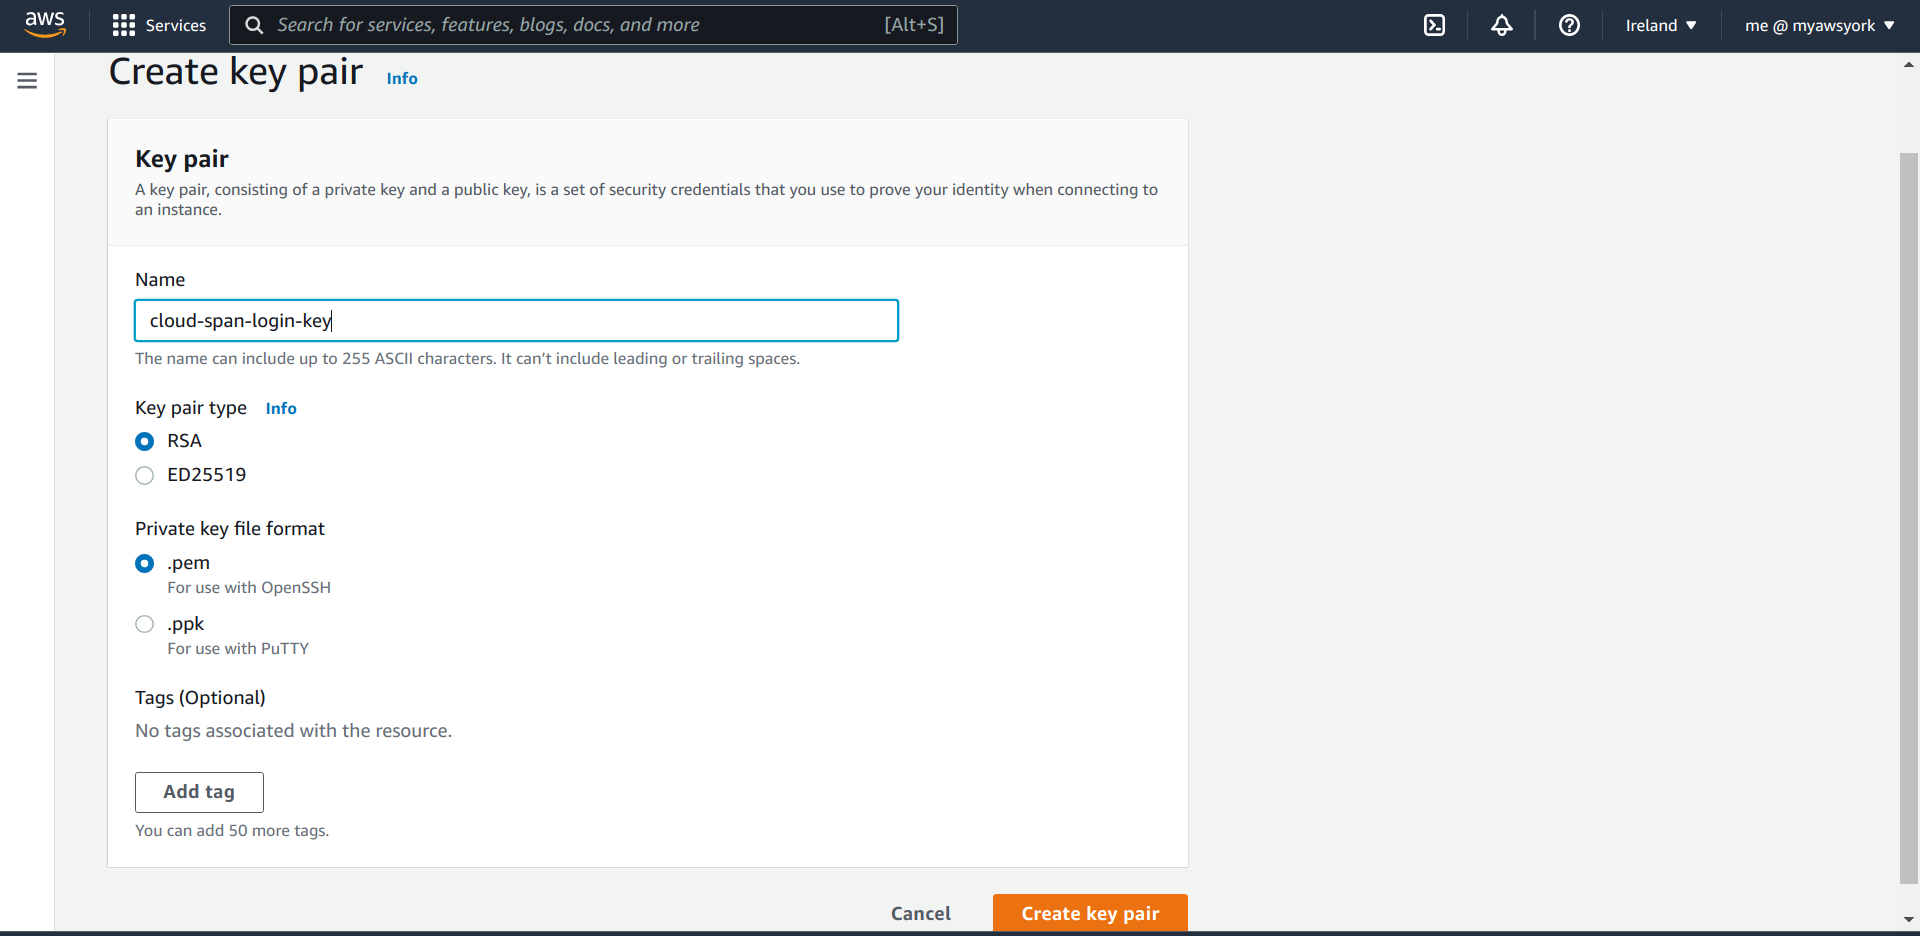 aws
Services
Search for services, features, blogs, docs, and more
[Alt+S]
Ireland
me @ myawsyork
Create key pair
Info
Key pair
A key pair, consisting of a private key and a public key, is a set of security credentials that you use to prove your identity when connecting to
an instance.
Name
cloud-span-login-key
The name can include up to 255 ASCII characters. It can't include leading or trailing spaces.
Key pair type
Info
RSA
ED25519
Private key file format
.pem
For use with OpenSSH
.ppk
For use with PuTTY
Tags (Optional)
No tags associated with the resource.
Add tag
You can add 50 more tags.
Cancel
Create key pair